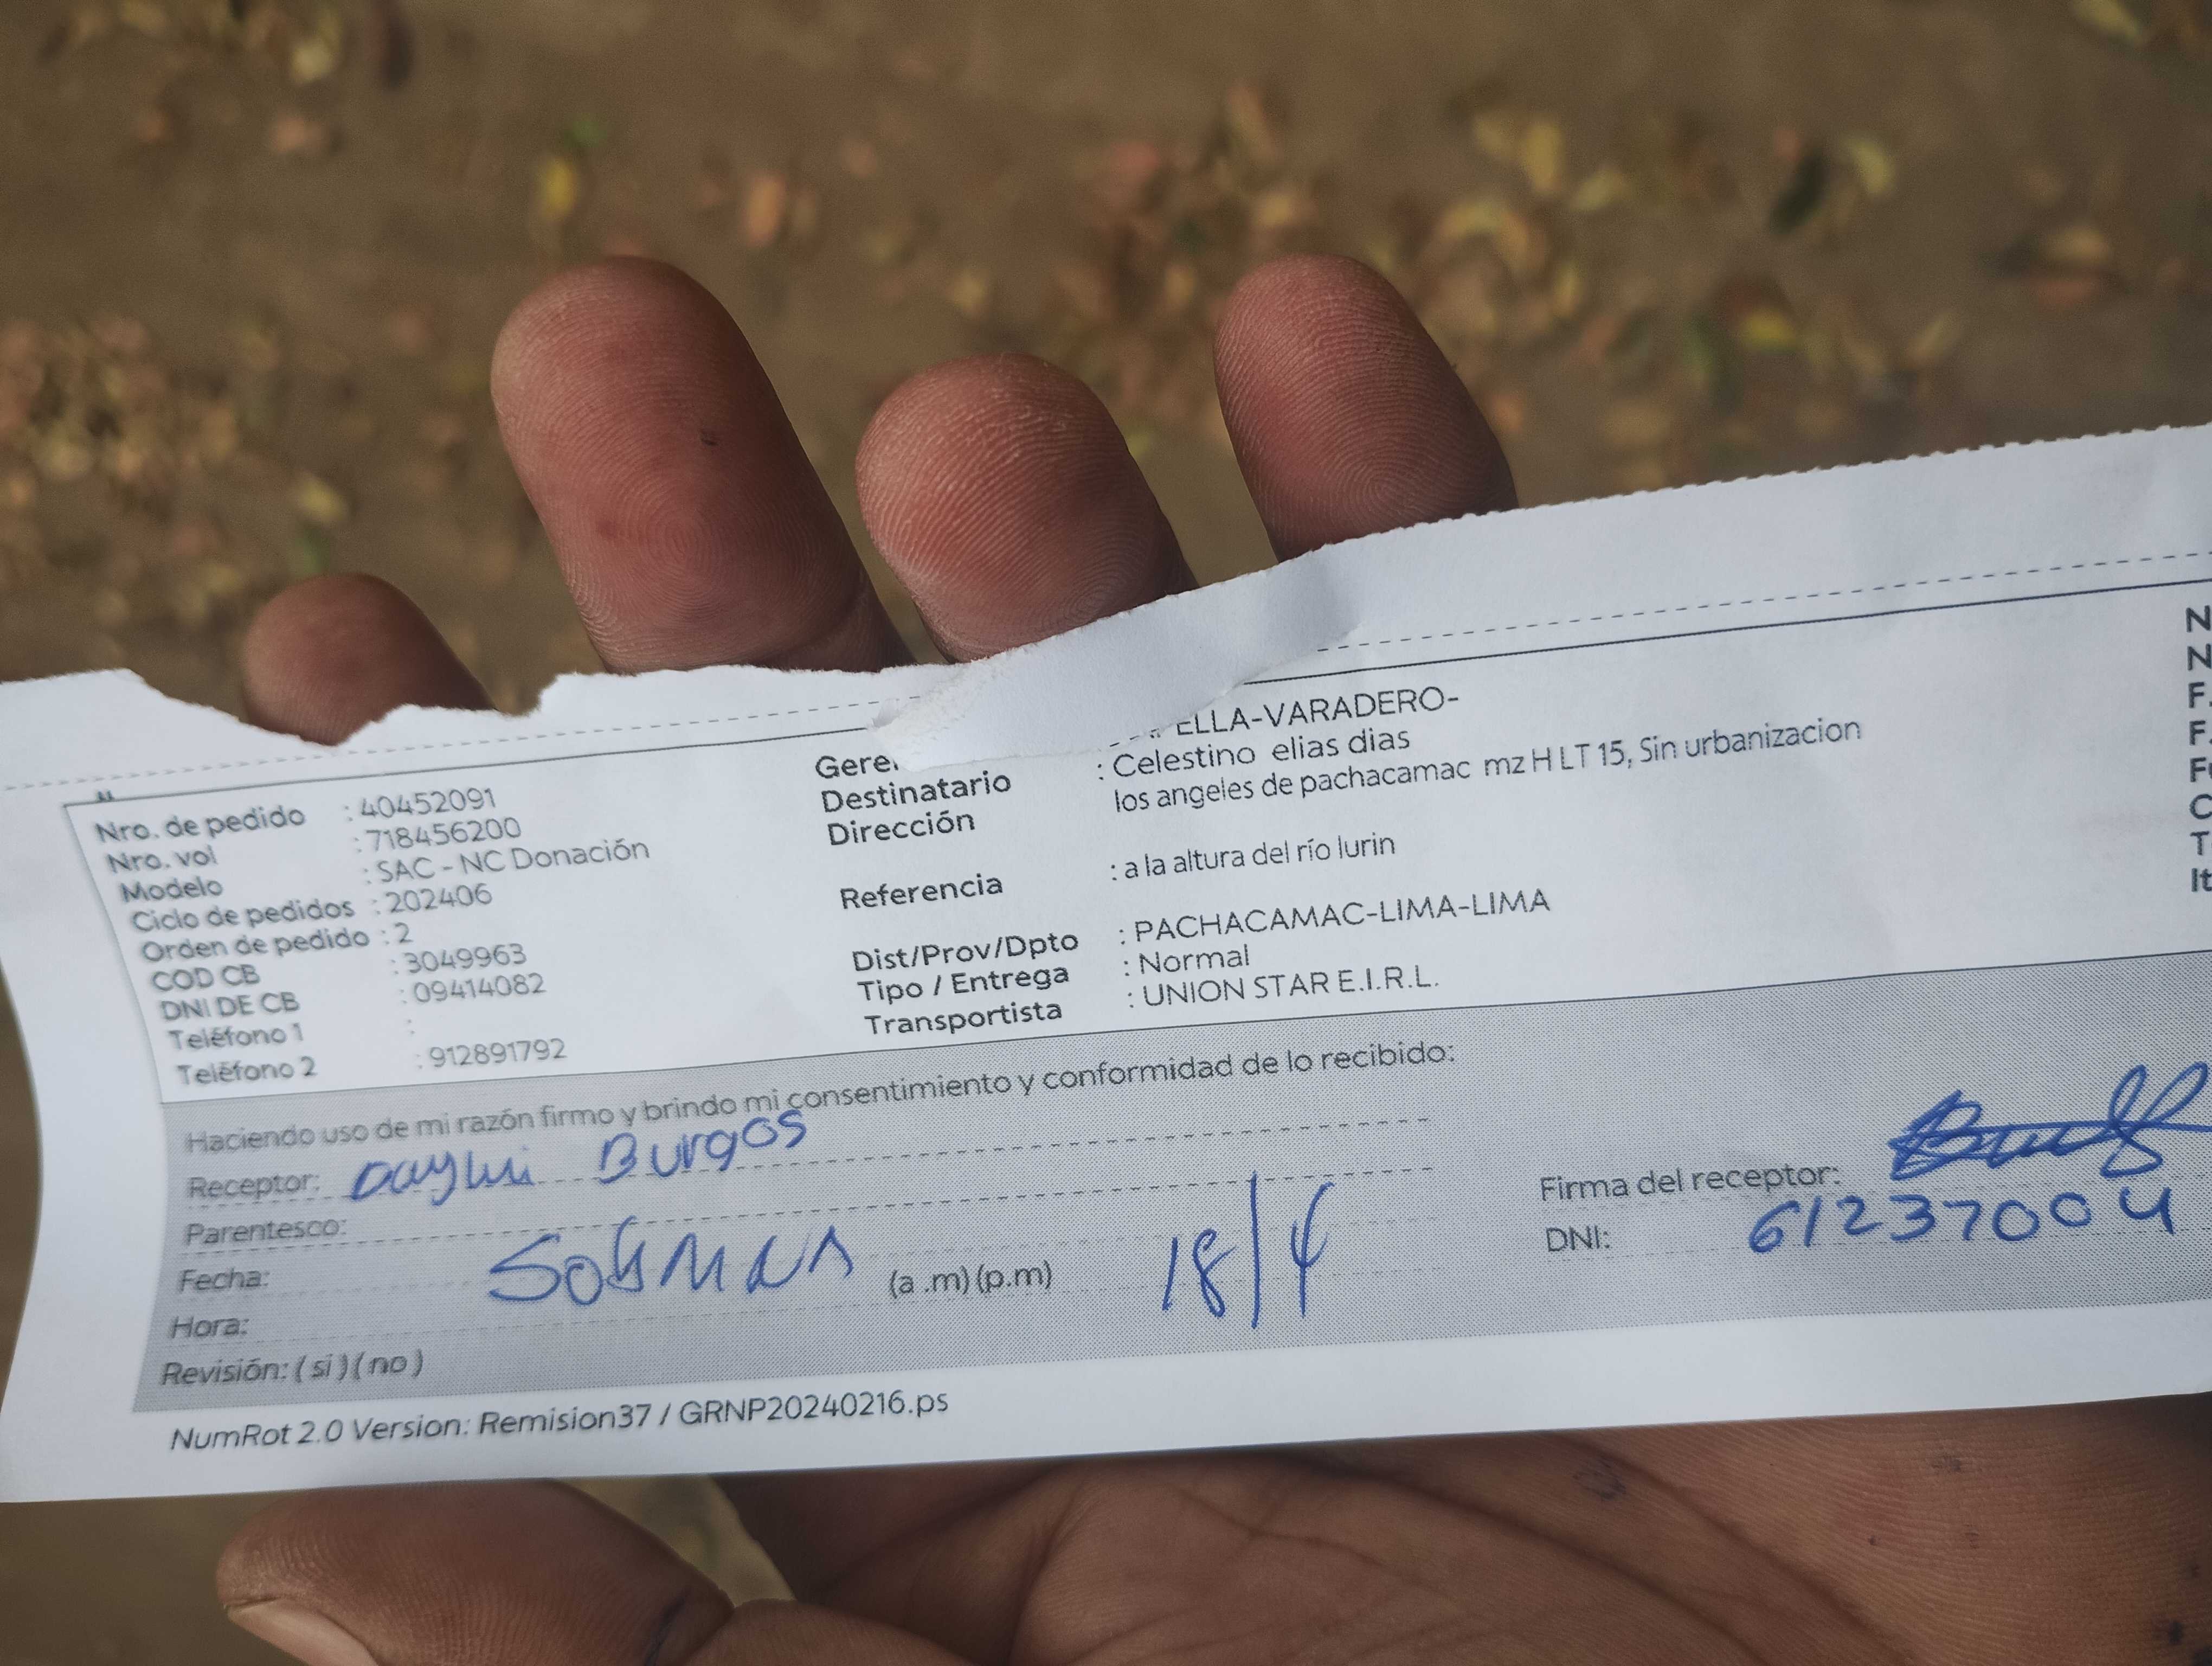 Nro. de pedido : 40452091
Nro. vol : 718456200
Modelo : SAC - NC Donación
Ciclo de pedidos : 202406
Orden de pedido : 2
COD CB : 3049963
DNI DE CB : 09414082
Teléfono 1 :
Teléfono 2 : 912891792
ELLA-VARADERO-
Destinatario : Celestino elias dias
Dirección los angeles de pachacamac mz H LT 15, Sin urbanizacion
Referencia : a la altura del río lurin
Dist/Prov/Dpto : PACHACAMAC-LIMA-LIMA
Tipo / Entrega : Normal
Transportista : UNION STAR E.I.R.L.
N
N
F.
F.
C
T
It
Haciendo uso de mi razón firmo y brindo mi consentimiento y conformidad de lo recibido:
Receptor: Burgos
Parentesco:
Fecha: (a .m) (p.m) 18/4
Hora:
Revisión: ( si ) ( no )
Firma del receptor:
DNI: 61237004
NumRot 2.0 Version: Remision37 / GRNP20240216.ps